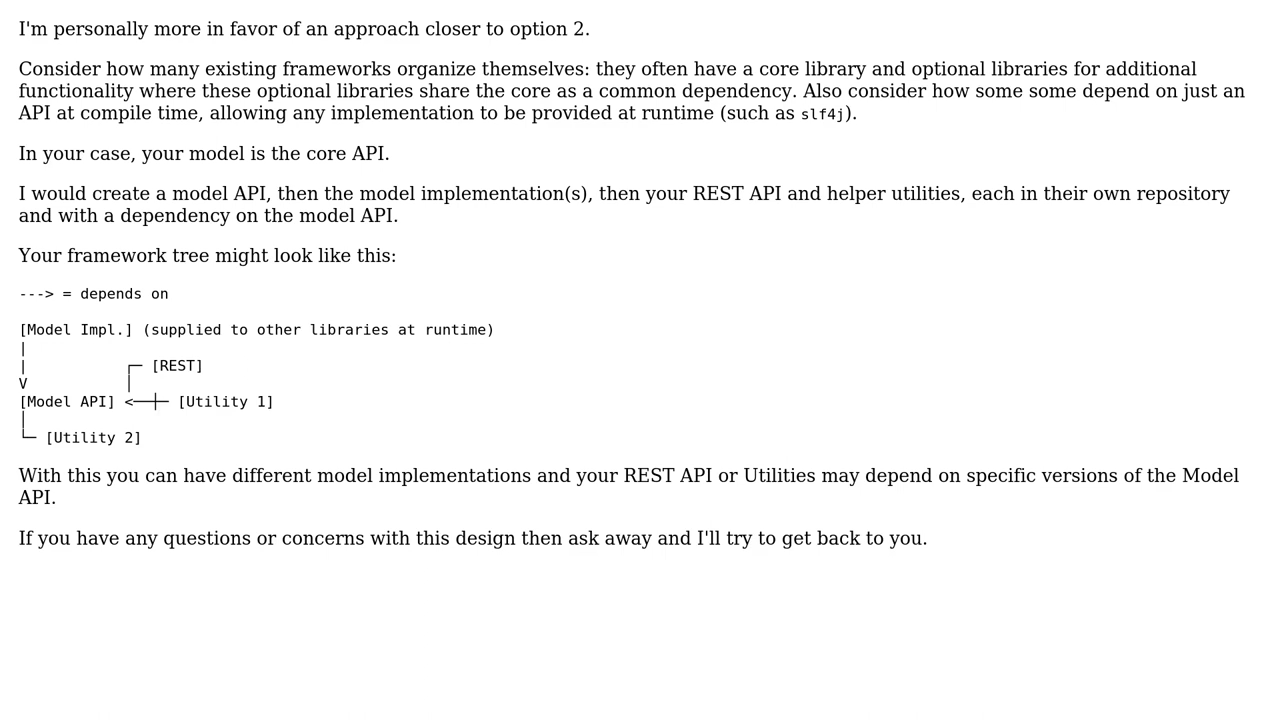 I'm personally more in favor of an approach closer to option 2.
Consider how many existing frameworks organize themselves: they often have a core library and optional libraries for additional
functionality where these optional libraries share the core as a common dependency. Also consider how some some depend on just an
API at compile time, allowing any implementation to be provided at runtime (such as slf4j).
In your case, your model is the core API.
I would create a model API, then the model implementation(s), then your REST API and helper utilities, each in their own repository
and with a dependency on the model API.
Your framework tree might look like this:
---> = depends on
[Model Impl.] (supplied to other libraries at runtime)
|
|           ┌─ [REST]
V           │
[Model API] <──┼─ [Utility 1]
│
└─ [Utility 2]
With this you can have different model implementations and your REST API or Utilities may depend on specific versions of the Model
API.
If you have any questions or concerns with this design then ask away and I'll try to get back to you.